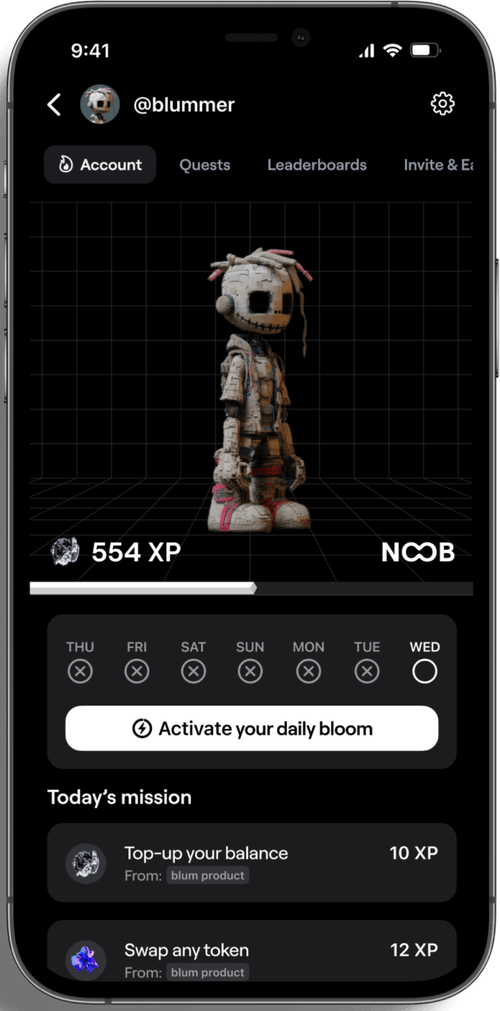 9:41
@blummer
Account Quests Leaderboards Invite & Ea
554 XP NOOB
THU FRI SAT SUN MON TUE WED
Activate your daily bloom
Today's mission
Top-up your balance 10 XP
From: blum product
Swap any token 12 XP
From: blum product